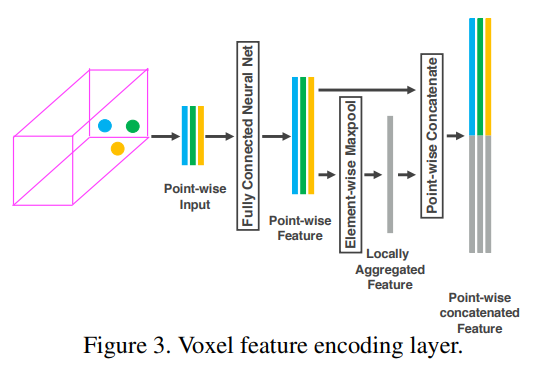 Point-wise
Input
Fully Connected Neural Net
Point-wise
Feature
Element-wise Maxpool
Locally
Aggregated
Feature
Point-wise Concatenate
Point-wise
concatenated
Feature
Figure 3. Voxel feature encoding layer.